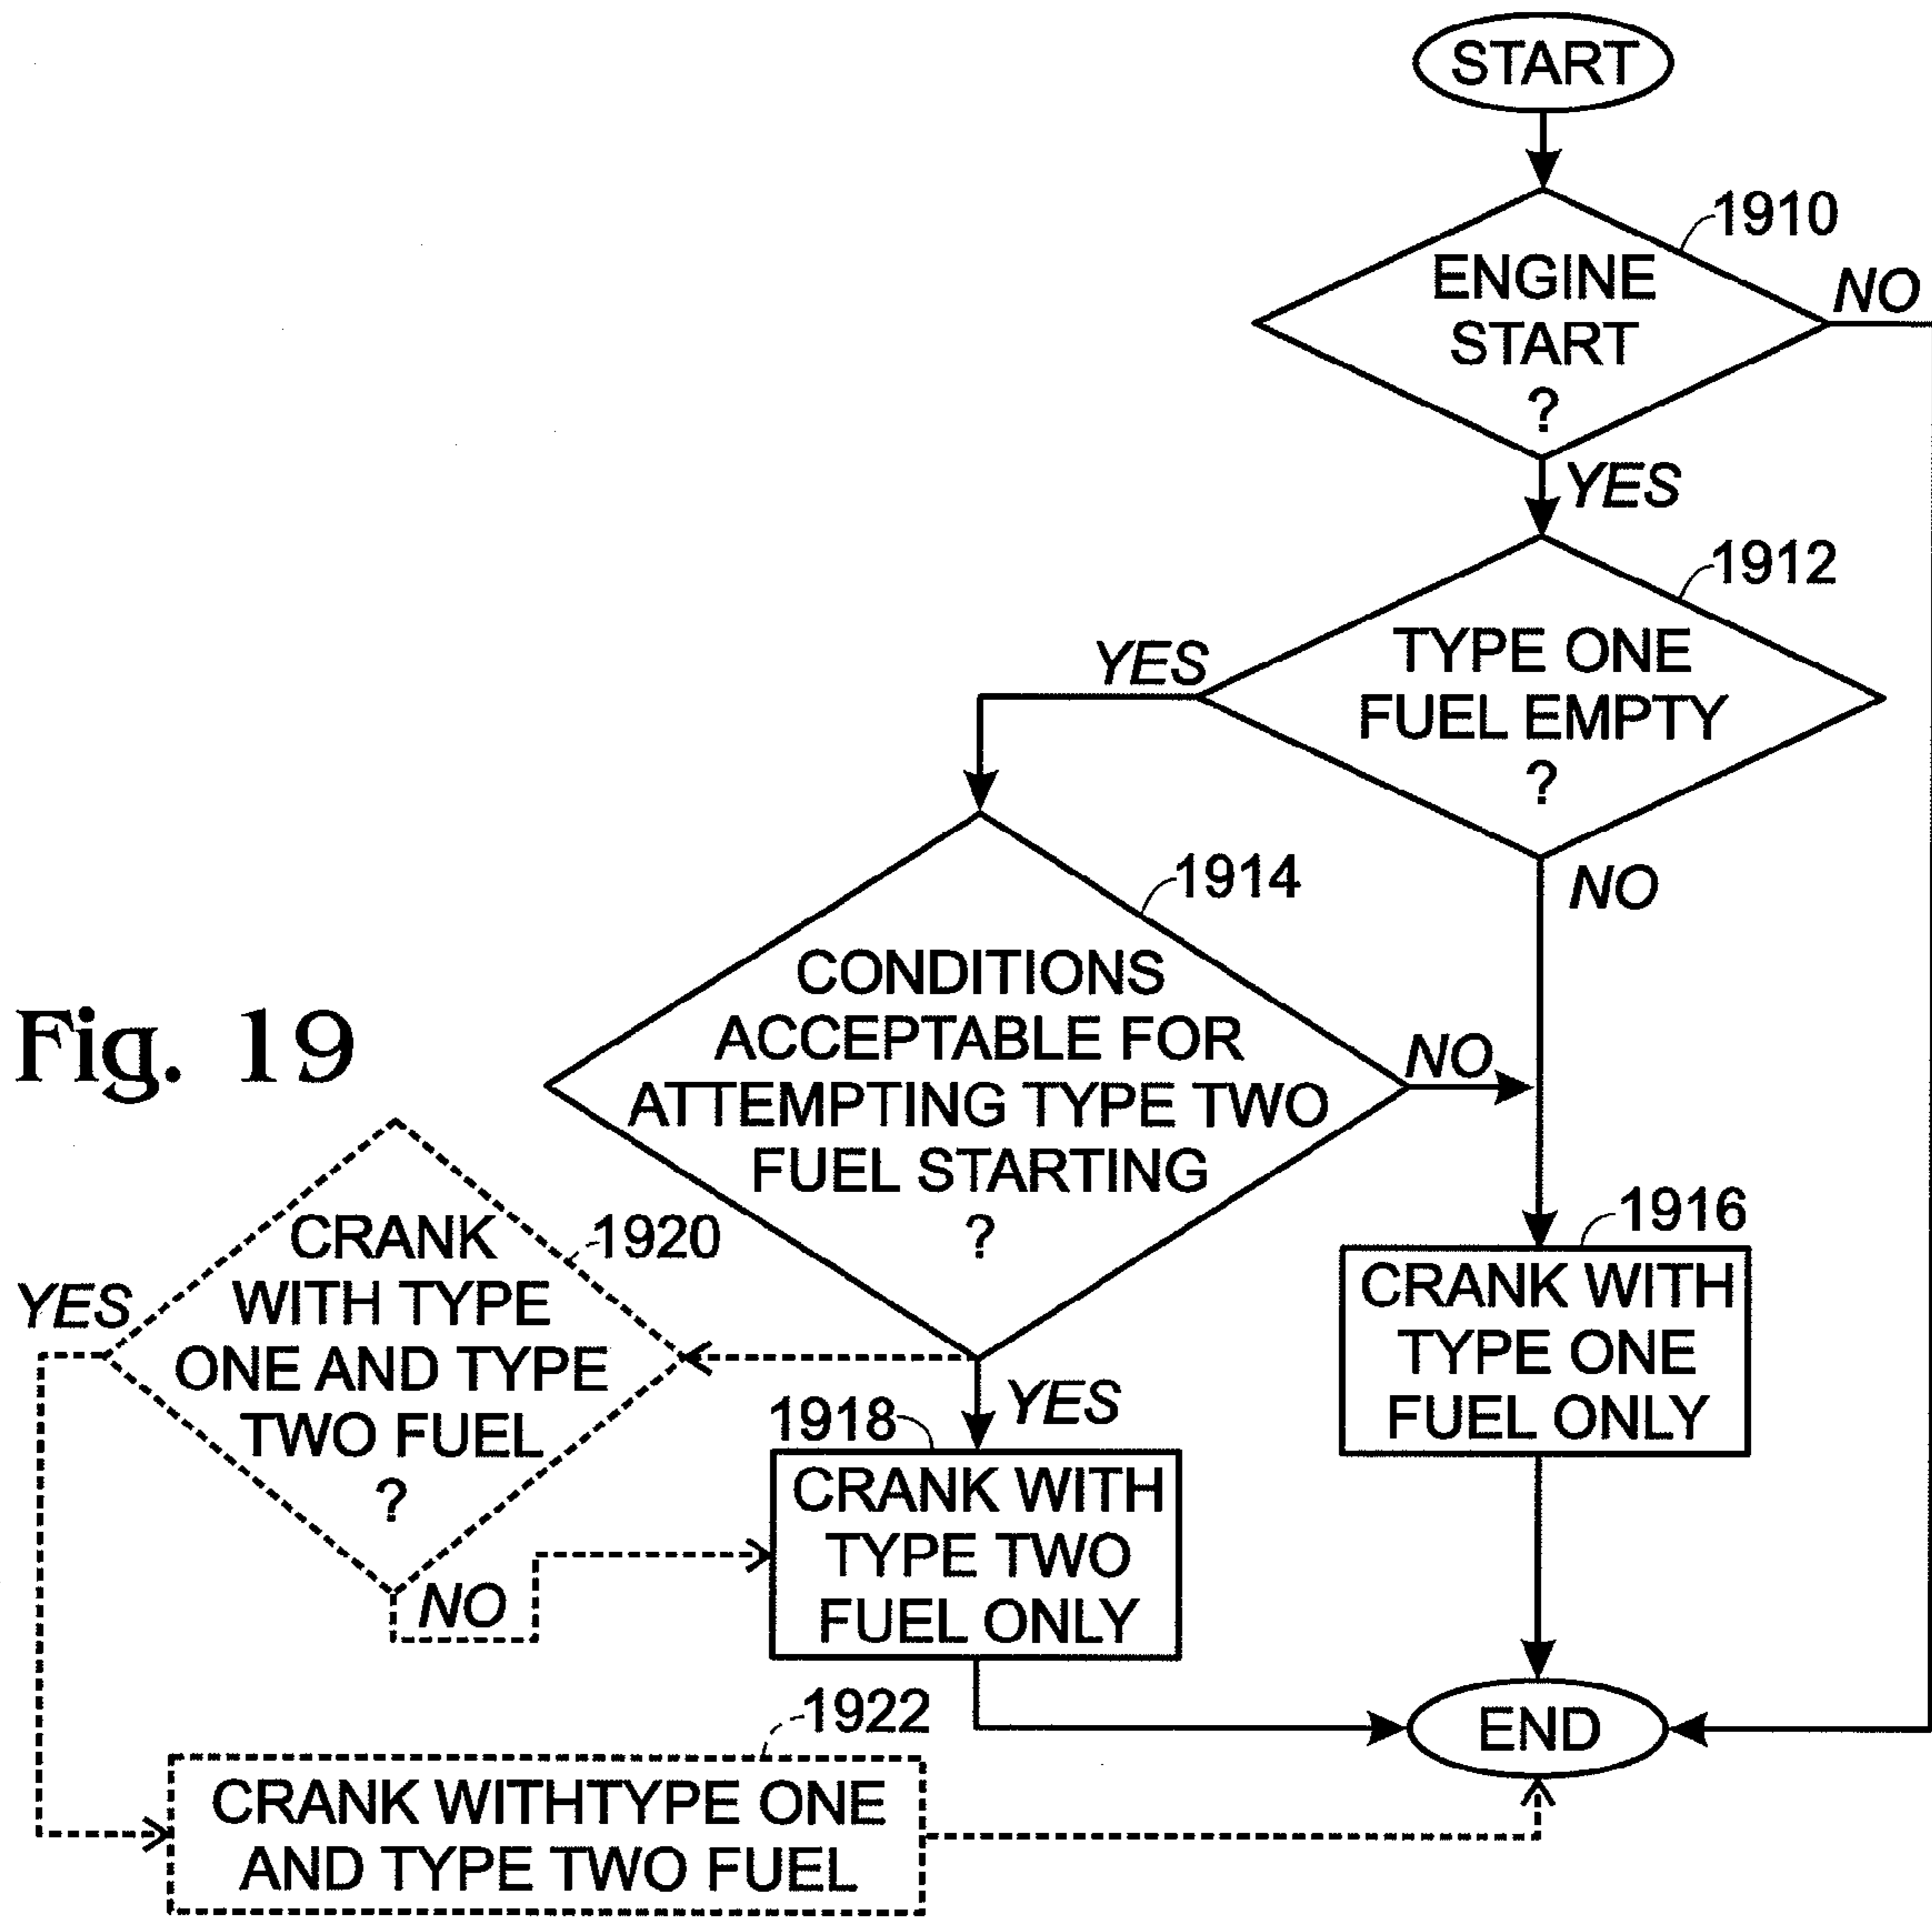 START
1910
ENGINE
START
?
NO
YES
1912
TYPE ONE
FUEL EMPTY
?
YES
NO
1914
CONDITIONS
ACCEPTABLE FOR
ATTEMPTING TYPE TWO
FUEL STARTING
?
NO
Fig. 19
1920
CRANK
WITH TYPE
ONE AND TYPE
TWO FUEL
?
YES
NO
YES
1916
CRANK WITH
TYPE ONE
FUEL ONLY
1918
CRANK WITH
TYPE TWO
FUEL ONLY
1922
CRANK WITHTYPE ONE
AND TYPE TWO FUEL
END